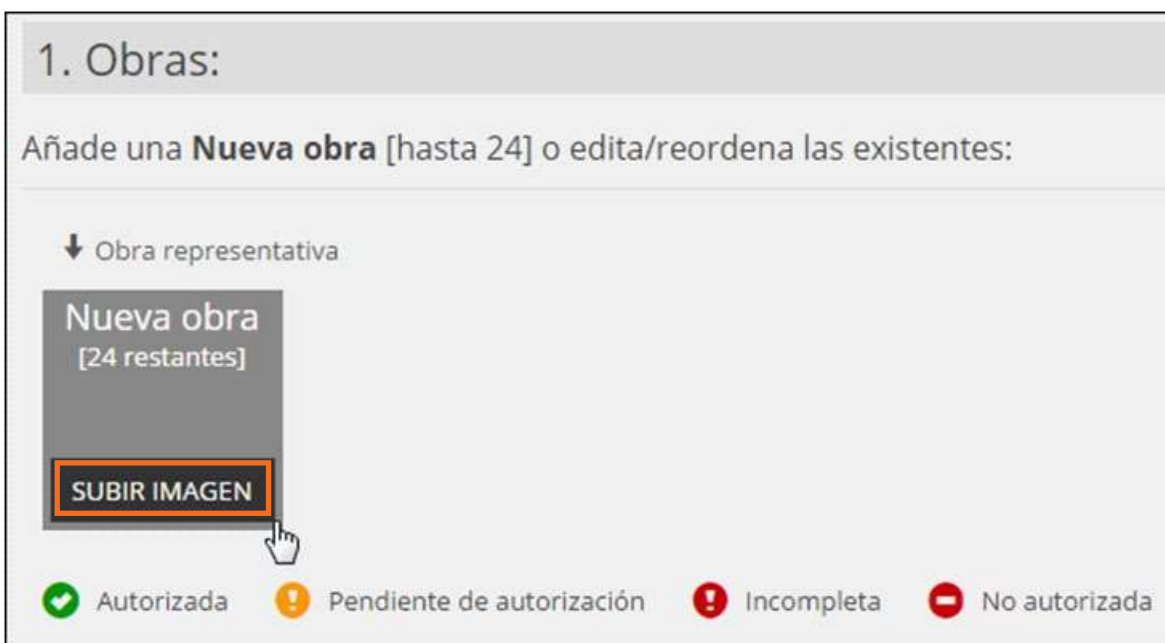 1. Obras:
Añade una Nueva obra [hasta 24] o edita/reordena las existentes:
Obra representativa
Nueva obra
[24 restantes]
SUBIR IMAGEN
Autorizada Pendiente de autorización Incompleta No autorizada